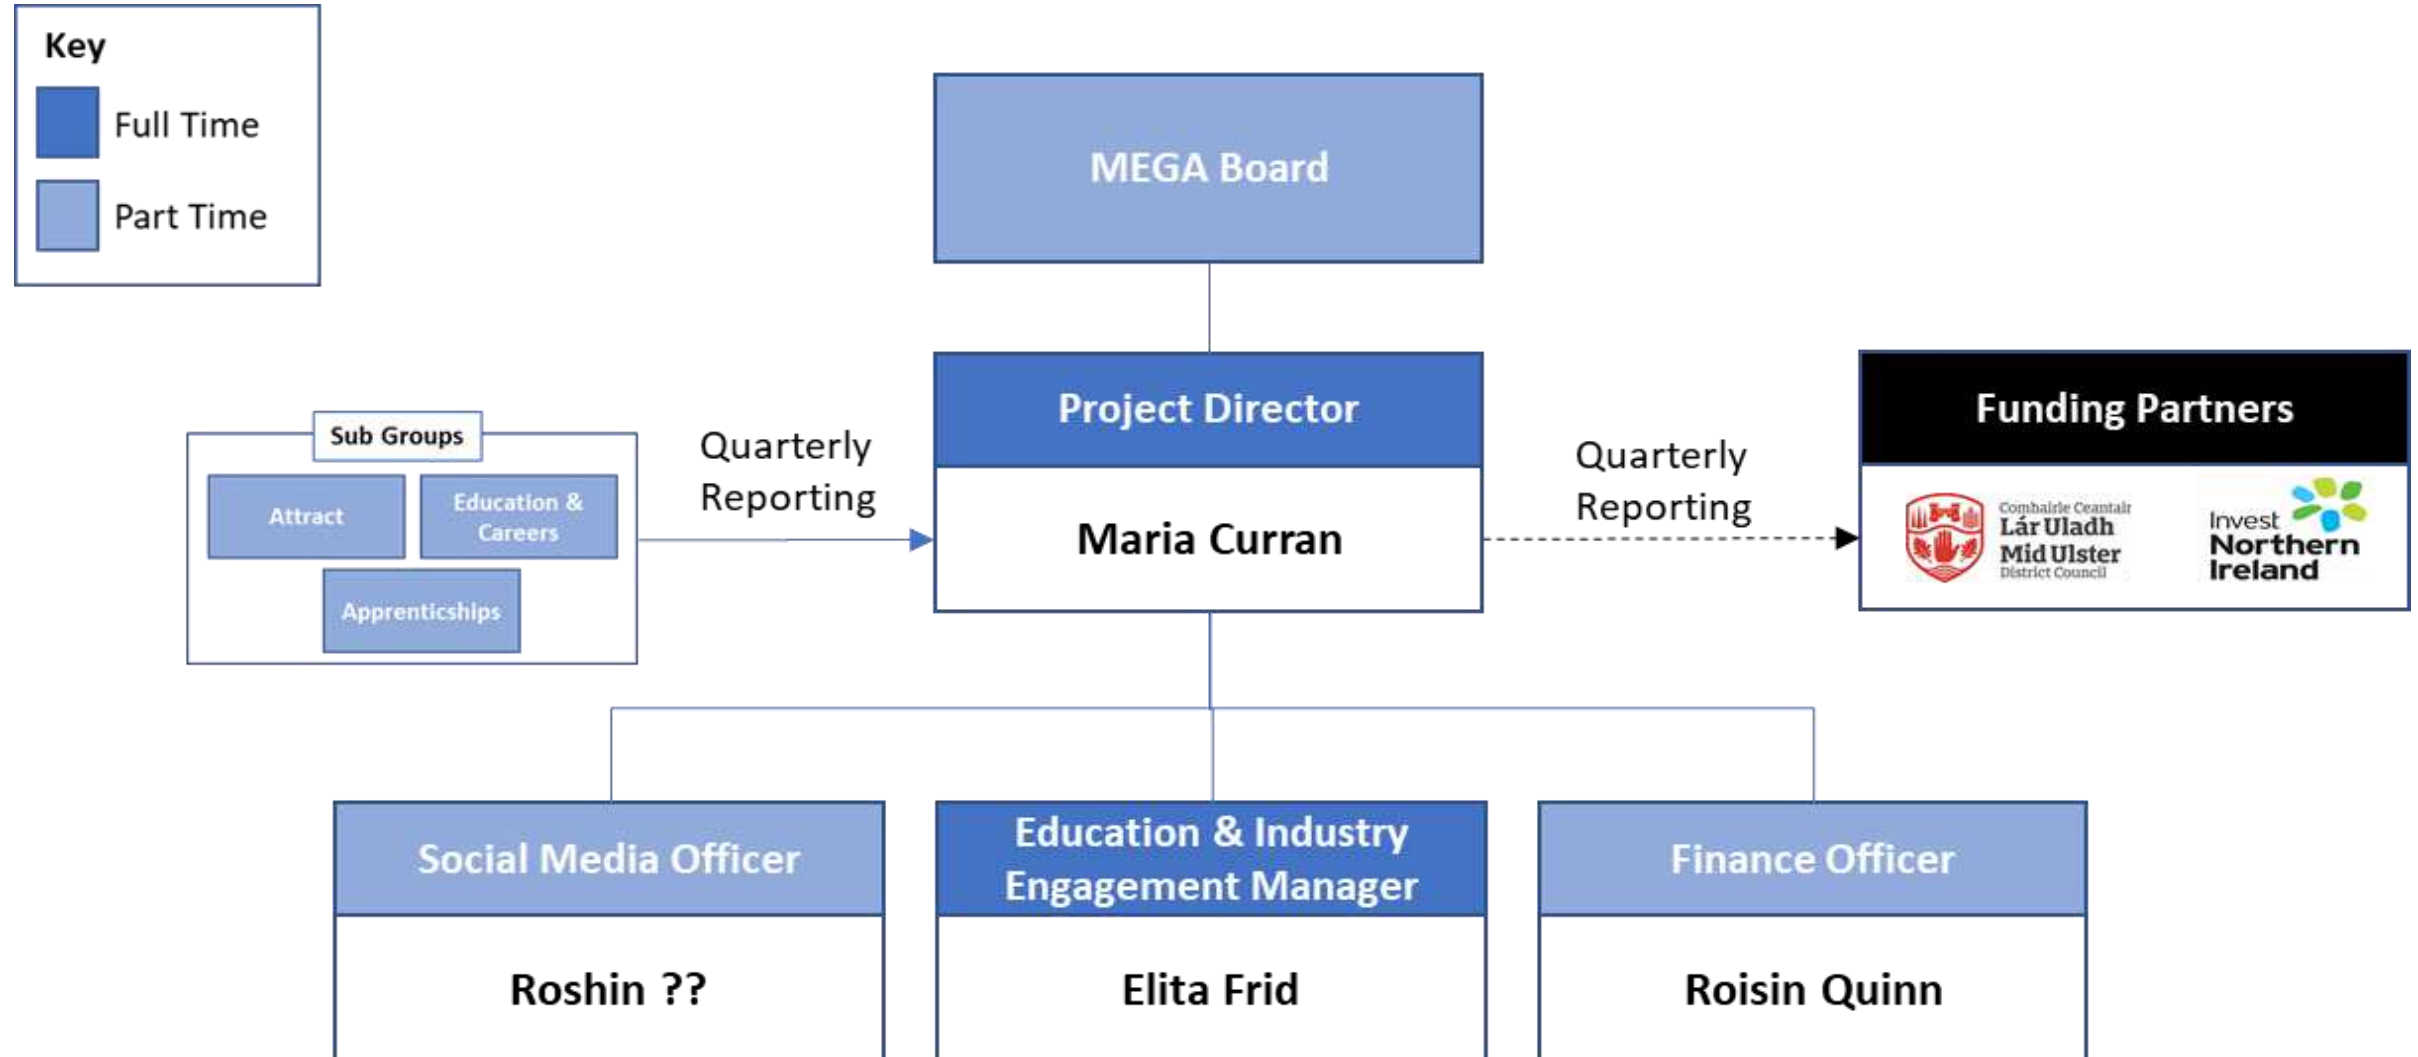 Key
Full Time
Part Time
MEGA Board
Project Director
Maria Curran
Sub Groups
Attract
Education &
Careers
Apprenticships
Quarterly
Reporting
Quarterly
Reporting
Funding Partners
Comhairle Ceantair
Lár Uladh
Mid Ulster
District Council
Invest
Northern
Ireland
Social Media Officer
Roshin ??
Education & Industry
Engagement Manager
Elita Frid
Finance Officer
Roisin Quinn